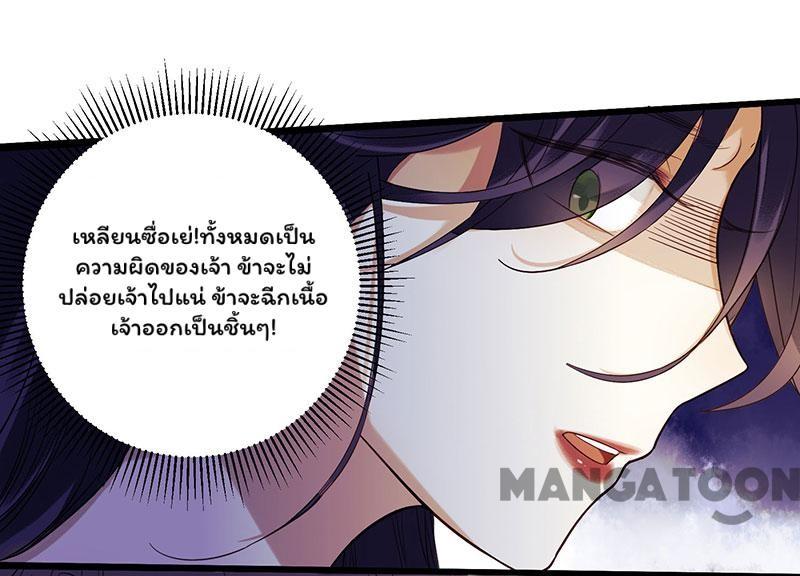 เหลียนซื่อเย่!ทั้งหมดเป็น
ความผิดของเจ้า ข้าจะไม่
ปล่อยเจ้าไปแน่ ข้าจะฉีกเนื้อ
เจ้าออกเป็นชิ้นๆ!
MANGATOON